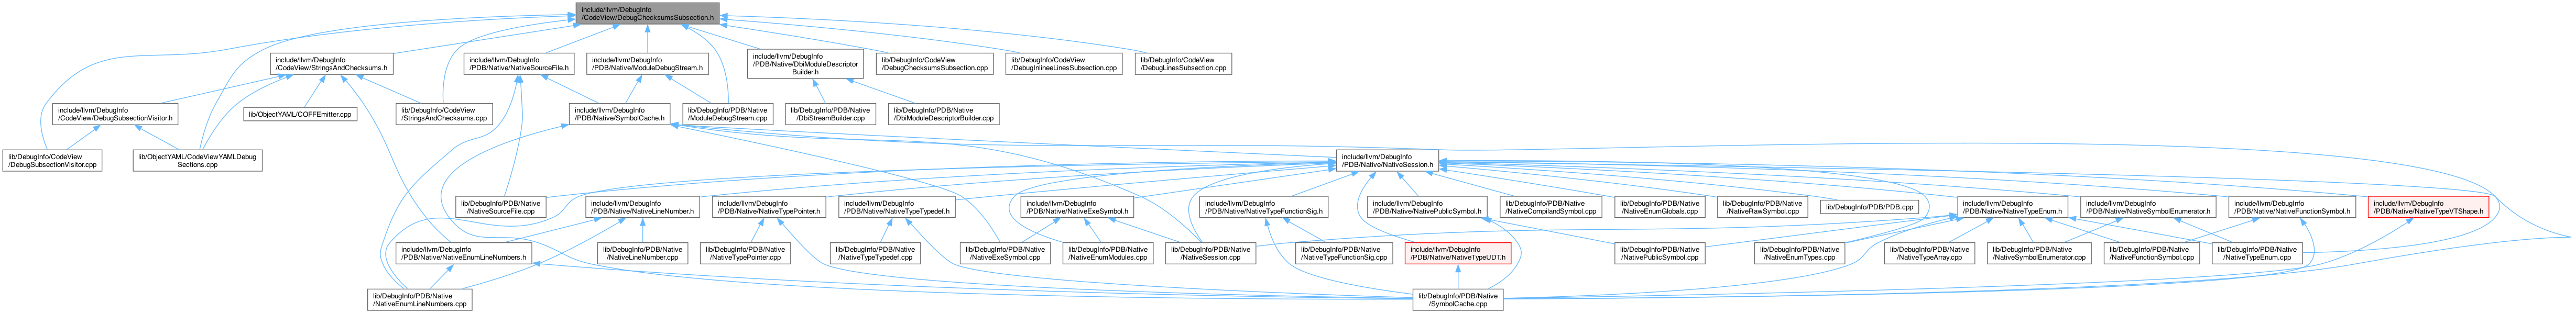 include/llvm/DebugInfo
/CodeView/DebugChecksumsSubsection.h
include/llvm/DebugInfo
/CodeView/StringsAndChecksums.h
include/llvm/DebugInfo
/PDB/Native/NativeSourceFile.h
include/llvm/DebugInfo
/PDB/Native/ModuleDebugStream.h
include/llvm/DebugInfo
/PDB/Native/DbiModuleDescriptor
Builder.h
lib/DebugInfo/CodeView
/DebugChecksumsSubsection.cpp
lib/DebugInfo/CodeView
/DebugInlineeLinesSubsection.cpp
lib/DebugInfo/CodeView
/DebugLinesSubsection.cpp
include/llvm/DebugInfo
/CodeView/DebugSubsectionVisitor.h
lib/ObjectYAML/COFFEmitter.cpp
lib/DebugInfo/CodeView
/StringsAndChecksums.cpp
include/llvm/DebugInfo
/PDB/Native/SymbolCache.h
lib/DebugInfo/PDB/Native
/ModuleDebugStream.cpp
lib/DebugInfo/PDB/Native
/DbiStreamBuilder.cpp
lib/DebugInfo/PDB/Native
/DbiModuleDescriptorBuilder.cpp
lib/DebugInfo/CodeView
/DebugSubsectionVisitor.cpp
lib/ObjectYAML/CodeViewYAMLDebug
Sections.cpp
include/llvm/DebugInfo
/PDB/Native/NativeSession.h
lib/DebugInfo/PDB/Native
/NativeSourceFile.cpp
include/llvm/DebugInfo
/PDB/Native/NativeLineNumber.h
include/llvm/DebugInfo
/PDB/Native/NativeTypePointer.h
include/llvm/DebugInfo
/PDB/Native/NativeTypeTypedef.h
include/llvm/DebugInfo
/PDB/Native/NativeExeSymbol.h
include/llvm/DebugInfo
/PDB/Native/NativeTypeFunctionSig.h
include/llvm/DebugInfo
/PDB/Native/NativePublicSymbol.h
lib/DebugInfo/PDB/Native
/NativeCompilandSymbol.cpp
lib/DebugInfo/PDB/Native
/NativeEnumGlobals.cpp
lib/DebugInfo/PDB/Native
/NativeRawSymbol.cpp
lib/DebugInfo/PDB/PDB.cpp
include/llvm/DebugInfo
/PDB/Native/NativeTypeEnum.h
include/llvm/DebugInfo
/PDB/Native/NativeSymbolEnumerator.h
include/llvm/DebugInfo
/PDB/Native/NativeFunctionSymbol.h
include/llvm/DebugInfo
/PDB/Native/NativeTypeVTShape.h
include/llvm/DebugInfo
/PDB/Native/NativeEnumLineNumbers.h
lib/DebugInfo/PDB/Native
/NativeLineNumber.cpp
lib/DebugInfo/PDB/Native
/NativeTypePointer.cpp
lib/DebugInfo/PDB/Native
/NativeTypeTypedef.cpp
lib/DebugInfo/PDB/Native
/NativeExeSymbol.cpp
lib/DebugInfo/PDB/Native
/NativeEnumModules.cpp
lib/DebugInfo/PDB/Native
/NativeSession.cpp
lib/DebugInfo/PDB/Native
/NativeTypeFunctionSig.cpp
include/llvm/DebugInfo
/PDB/Native/NativeTypeUDT.h
lib/DebugInfo/PDB/Native
/NativePublicSymbol.cpp
lib/DebugInfo/PDB/Native
/NativeEnumTypes.cpp
lib/DebugInfo/PDB/Native
/NativeTypeArray.cpp
lib/DebugInfo/PDB/Native
/NativeSymbolEnumerator.cpp
lib/DebugInfo/PDB/Native
/NativeFunctionSymbol.cpp
lib/DebugInfo/PDB/Native
/NativeTypeEnum.cpp
lib/DebugInfo/PDB/Native
/NativeEnumLineNumbers.cpp
lib/DebugInfo/PDB/Native
/SymbolCache.cpp